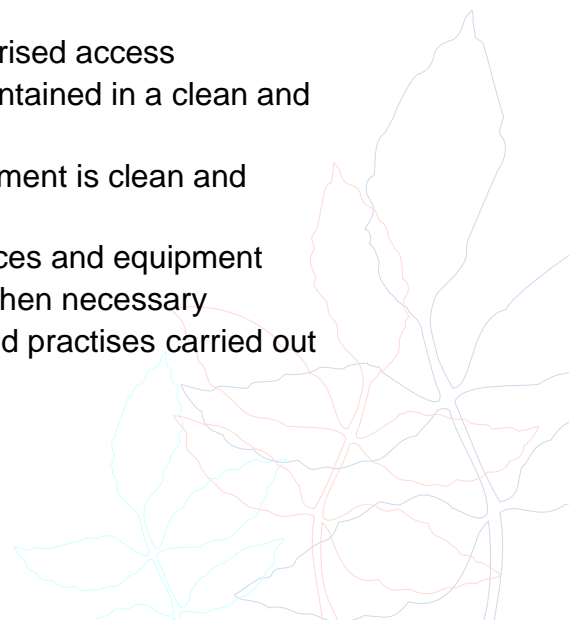 rised access
ntained in a clean and
ment is clean and
ces and equipment
hen necessary
d practises carried out